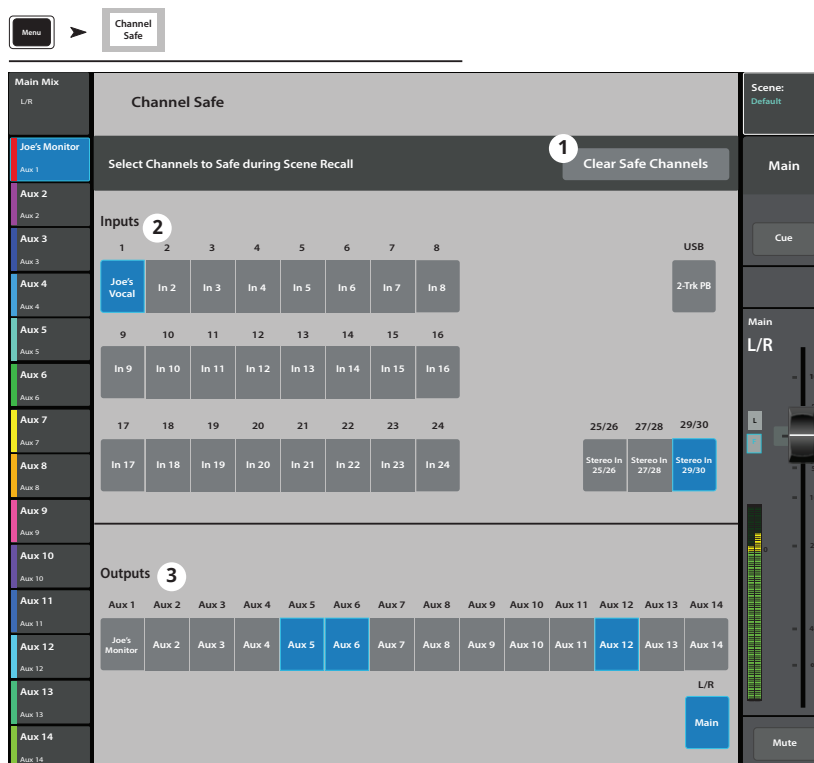 Menu
Channel
Safe
Main Mix
L/R
Joe's Monitor
Aux 1
Aux 2
Aux 2
Aux 3
Aux 3
Aux 4
Aux 4
Aux 5
Aux 5
Aux 6
Aux 6
Aux 7
Aux 7
Aux 8
Aux 8
Aux 9
Aux 9
Aux 10
Aux 10
Aux 11
Aux 11
Aux 12
Aux 12
Aux 13
Aux 13
Aux 14
Aux 14
Channel Safe
Select Channels to Safe during Scene Recall
1
Clear Safe Channels
Inputs 2
1 2 3 4 5 6 7 8 USB
Joe's Vocal In 2 In 3 In 4 In 5 In 6 In 7 In 8 2-Trk PB
9 10 11 12 13 14 15 16
In 9 In 10 In 11 In 12 In 13 In 14 In 15 In 16
17 18 19 20 21 22 23 24 25/26 27/28 29/30
In 17 In 18 In 19 In 20 In 21 In 22 In 23 In 24 Stereo In 25/26 Stereo In 27/28 Stereo In 29/30
Outputs 3
Aux 1 Aux 2 Aux 3 Aux 4 Aux 5 Aux 6 Aux 7 Aux 8 Aux 9 Aux 10 Aux 11 Aux 12 Aux 13 Aux 14
Joe's Monitor Aux 2 Aux 3 Aux 4 Aux 5 Aux 6 Aux 7 Aux 8 Aux 9 Aux 10 Aux 11 Aux 12 Aux 13 Aux 14
L/R
Main
Scene:
Default
Main
Cue
Main
L/R
L
0
Mute